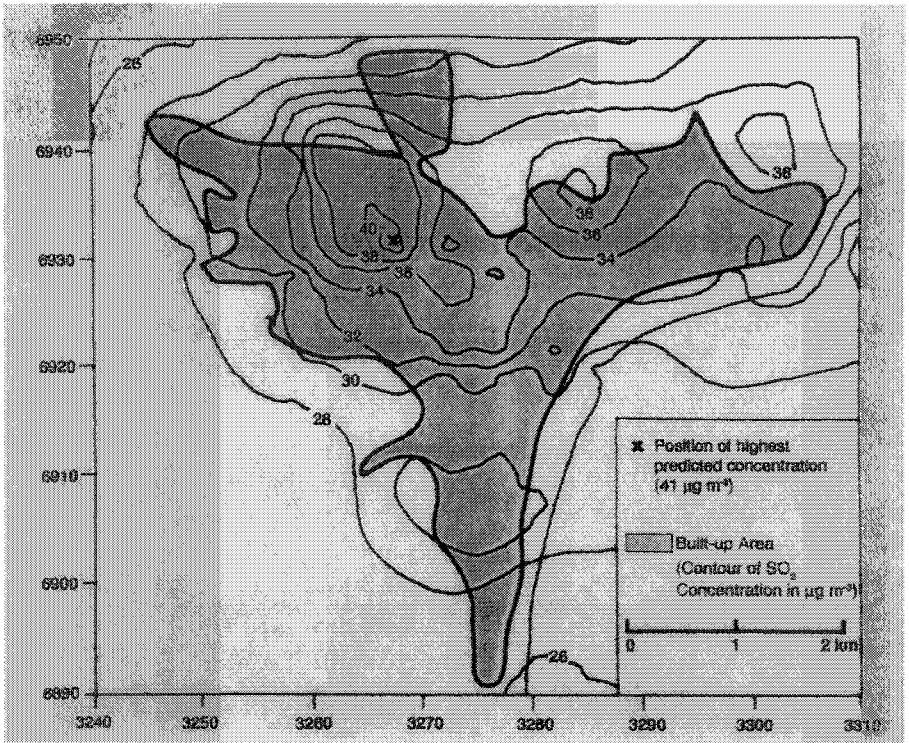 6950
26
6940
36
36
40
36
34
6930
38
36
34
32
6920
30
28
✖ Position of highest
predicted concentration
(41 µg m⁻³)
6910
Built-up Area
(Contour of SO₂
Concentration in µg m⁻³)
6900
0 1 2 km
26
6890
3240 3250 3260 3270 3280 3290 3300 3310